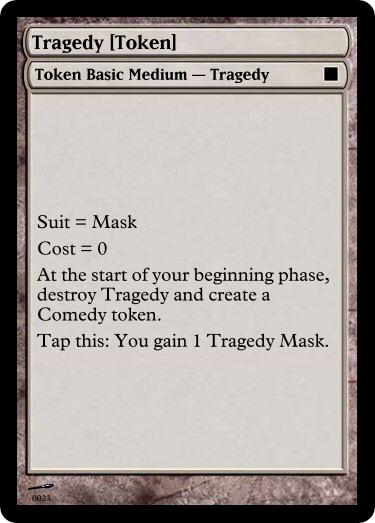 Tragedy [Token]
Token Basic Medium — Tragedy
Suit = Mask
Cost = 0
At the start of your beginning phase,
destroy Tragedy and create a
Comedy token.
Tap this: You gain 1 Tragedy Mask.
0023